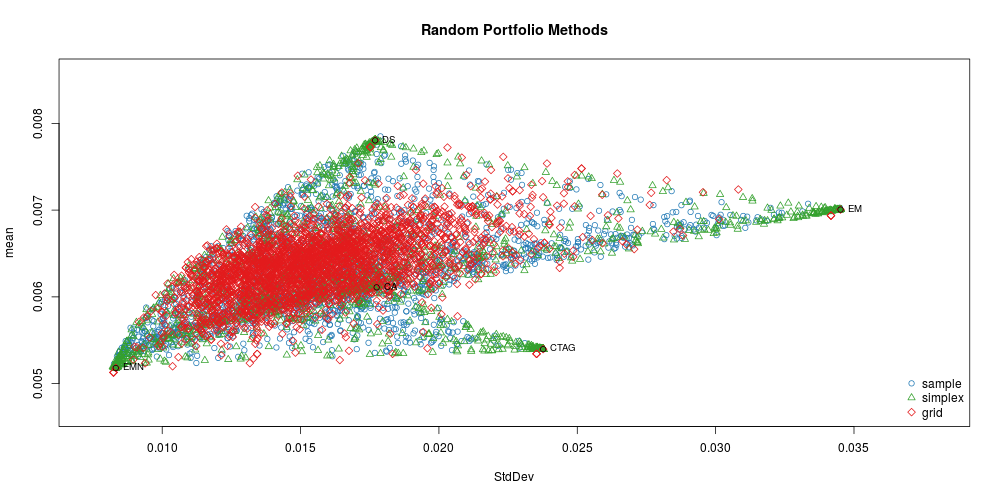 Random Portfolio Methods
mean
0.008
0.007
0.006
0.005
DS
EM
CA
CTAG
EMN
sample
simplex
grid
0.010 0.015 0.020 0.025 0.030 0.035
StdDev